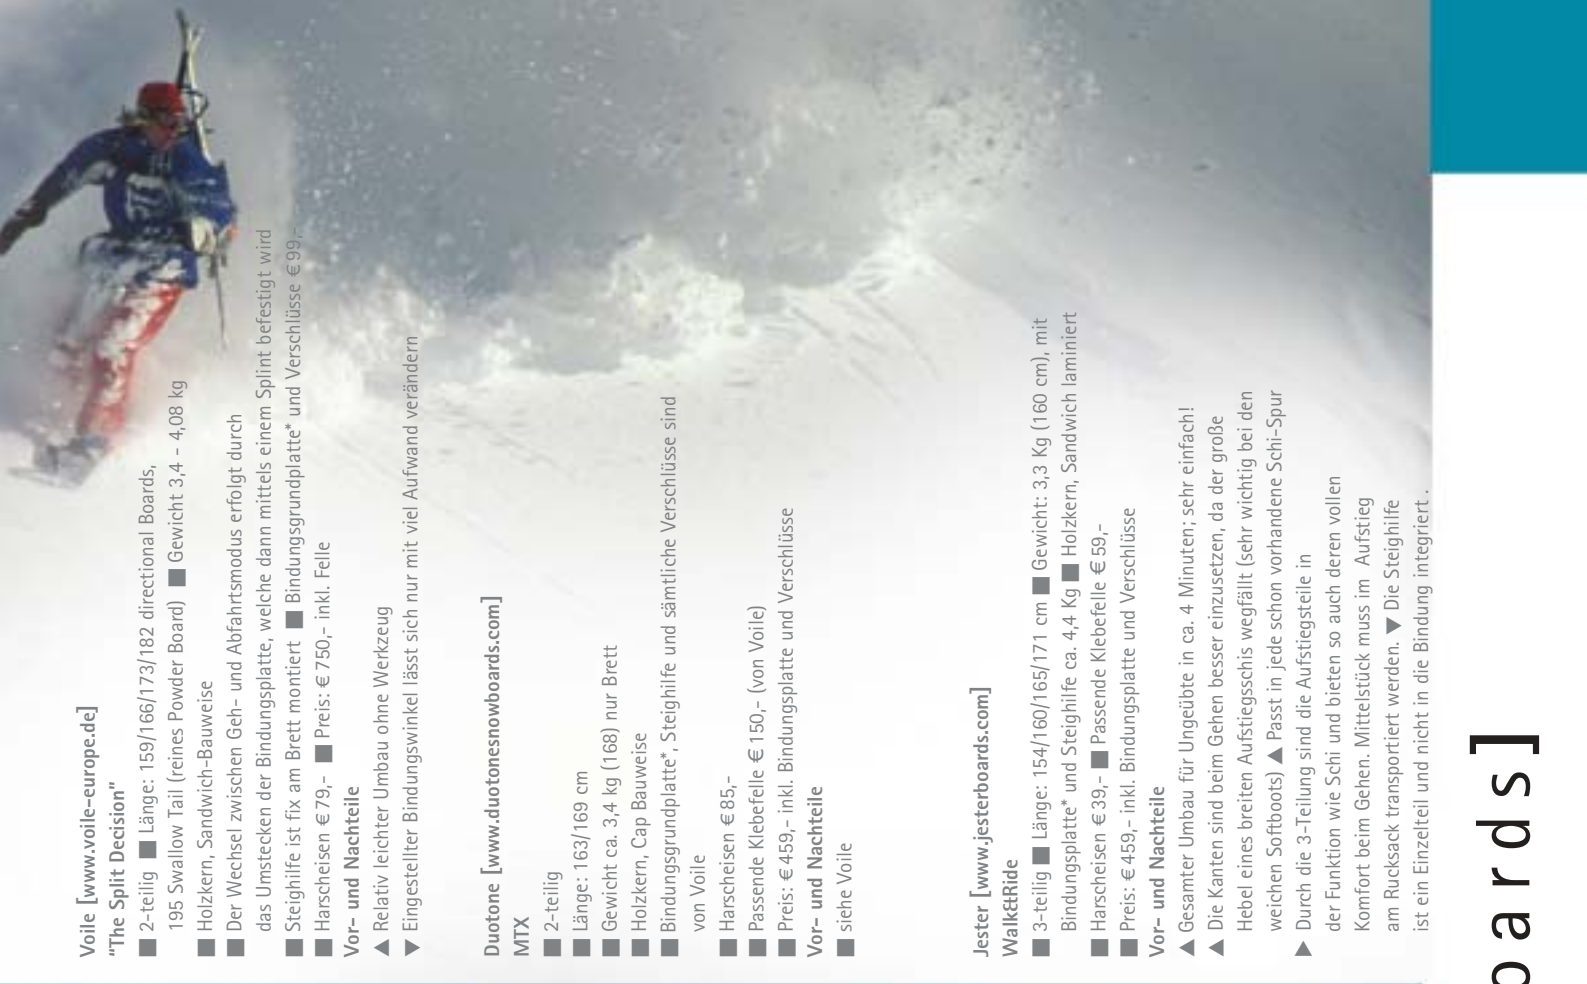 Voile [www.voile-europe.de]
"The Split Decision"
■ 2-teilig ■ Länge: 159/166/173/182 directional Boards,
195 Swallow Tail (reines Powder Board) ■ Gewicht 3,4 - 4,08 kg
■ Holzkern, Sandwich-Bauweise
■ Der Wechsel zwischen Geh- und Abfahrtsmodus erfolgt durch
das Umstecken der Bindungsplatte, welche dann mittels einem Splint befestigt wird
■ Steighilfe ist fix am Brett montiert ■ Bindungsgrundplatte* und Verschlüsse € 99,-
■ Harscheisen € 79,- ■ Preis: € 750,- inkl. Felle
Vor- und Nachteile
▲ Relativ leichter Umbau ohne Werkzeug
▼ Eingestellter Bindungswinkel lässt sich nur mit viel Aufwand verändern
Duotone [www.duotonesnowboards.com]
MTX
■ 2-teilig
■ Länge: 163/169 cm
■ Gewicht ca. 3,4 kg (168) nur Brett
■ Holzkern, Cap Bauweise
■ Bindungsgrundplatte*, Steighilfe und sämtliche Verschlüsse sind
von Voile
■ Harscheisen € 85,-
■ Passende Klebefelle € 150,- (von Voile)
■ Preis: € 459,- inkl. Bindungsplatte und Verschlüsse
Vor- und Nachteile
■ siehe Voile
Jester [www.jesterboards.com]
Walk&Ride
■ 3-teilig ■ Länge: 154/160/165/171 cm ■ Gewicht: 3,3 Kg (160 cm), mit
Bindungsplatte* und Steighilfe ca. 4,4 Kg ■ Holzkern, Sandwich laminiert
■ Harscheisen € 39,- ■ Passende Klebefelle € 59,-
■ Preis: € 459,- inkl. Bindungsplatte und Verschlüsse
Vor- und Nachteile
▲ Gesamter Umbau für Ungeübte in ca. 4 Minuten; sehr einfach!
▲ Die Kanten sind beim Gehen besser einzusetzen, da der große
Hebel eines breiten Aufstiegsschis wegfällt (sehr wichtig bei den
weichen Softboots) ▲ Passt in jede schon vorhandene Schi-Spur
▶ Durch die 3-Teilung sind die Aufstiegsteile in
der Funktion wie Schi und bieten so auch deren vollen
Komfort beim Gehen. Mittelstück muss im Aufstieg
am Rucksack transportiert werden. ▼ Die Steighilfe
ist ein Einzelteil und nicht in die Bindung integriert .
oards]